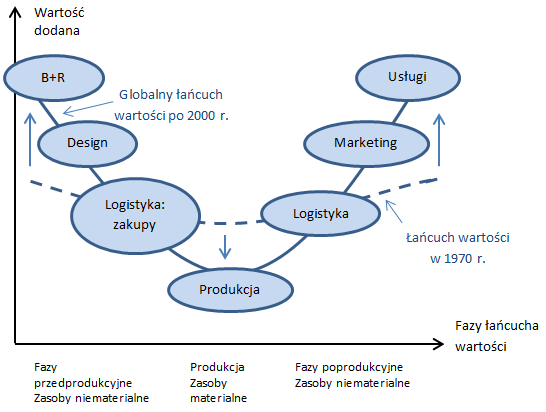 Wartość
dodana
B+R
Usługi
Globalny łańcuch
wartości po 2000 r.
Design
Marketing
Logistyka:
zakupy
Logistyka
Łańcuch wartości
w 1970 r.
Produkcja
Fazy łańcucha
wartości
Fazy
przedprodukcyjne
Zasoby niematerialne
Produkcja
Zasoby
materialne
Fazy poprodukcyjne
Zasoby niematerialne